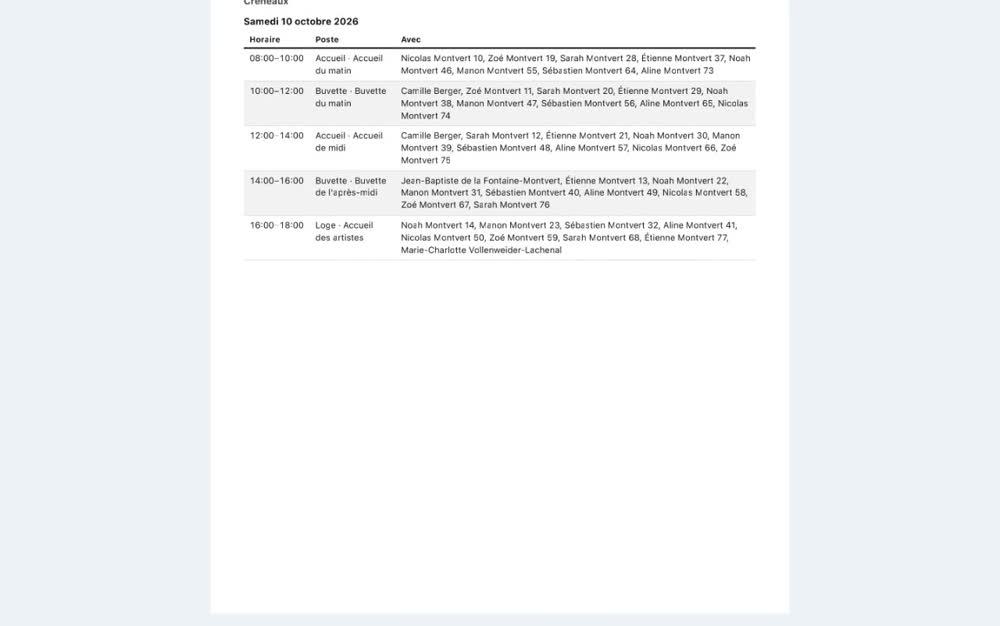 Créneaux
Samedi 10 octobre 2026
Horaire Poste Avec
08:00–10:00 Accueil · Accueil Nicolas Montvert 10, Zoé Montvert 19, Sarah Montvert 28, Étienne Montvert 37, Noah
du matin Montvert 46, Manon Montvert 55, Sébastien Montvert 64, Aline Montvert 73
10:00–12:00 Buvette · Buvette Camille Berger, Zoé Montvert 11, Sarah Montvert 20, Étienne Montvert 29, Noah
du matin Montvert 38, Manon Montvert 47, Sébastien Montvert 56, Aline Montvert 65, Nicolas
Montvert 74
12:00–14:00 Accueil · Accueil Camille Berger, Sarah Montvert 12, Étienne Montvert 21, Noah Montvert 30, Manon
de midi Montvert 39, Sébastien Montvert 48, Aline Montvert 57, Nicolas Montvert 66, Zoé
Montvert 75
14:00–16:00 Buvette · Buvette Jean-Baptiste de la Fontaine-Montvert, Étienne Montvert 13, Noah Montvert 22,
de l'après-midi Manon Montvert 31, Sébastien Montvert 40, Aline Montvert 49, Nicolas Montvert 58,
Zoé Montvert 67, Sarah Montvert 76
16:00–18:00 Loge · Accueil Noah Montvert 14, Manon Montvert 23, Sébastien Montvert 32, Aline Montvert 41,
des artistes Nicolas Montvert 50, Zoé Montvert 59, Sarah Montvert 68, Étienne Montvert 77,
Marie-Charlotte Vollenweider-Lachenal